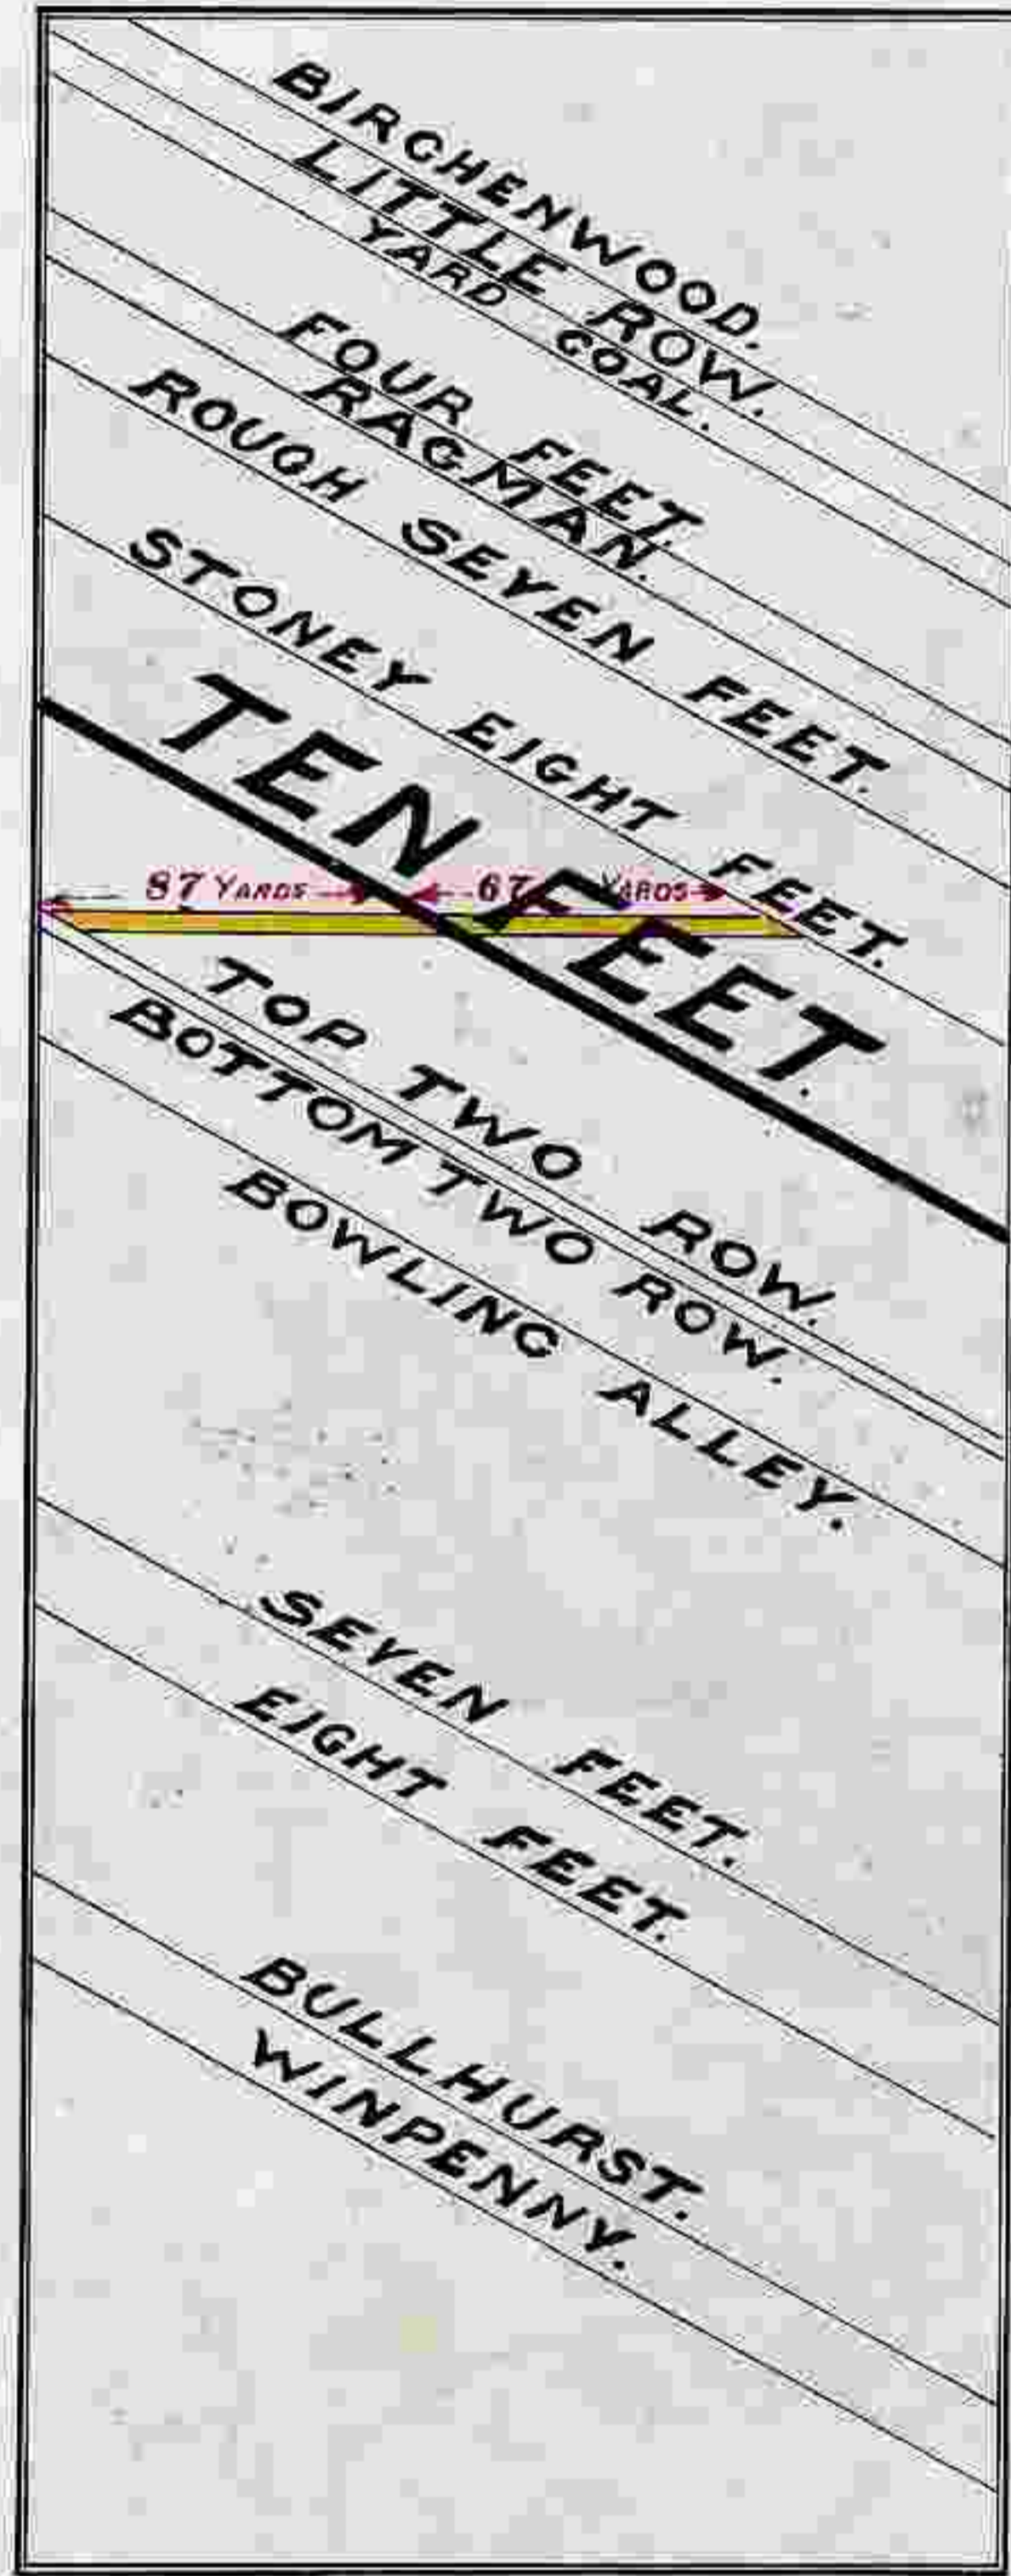 BIRCHENWOOD.
LITTLE ROW.
YARD COAL.
FOUR FEET.
RAGMAN.
ROUGH SEVEN FEET.
STONEY EIGHT FEET.
TEN FEET.
87 YARDS
67 YARDS
TOP TWO ROW.
BOTTOM TWO ROW.
BOWLING ALLEY.
SEVEN FEET.
EIGHT FEET.
BULLHURST.
WINPENNY.